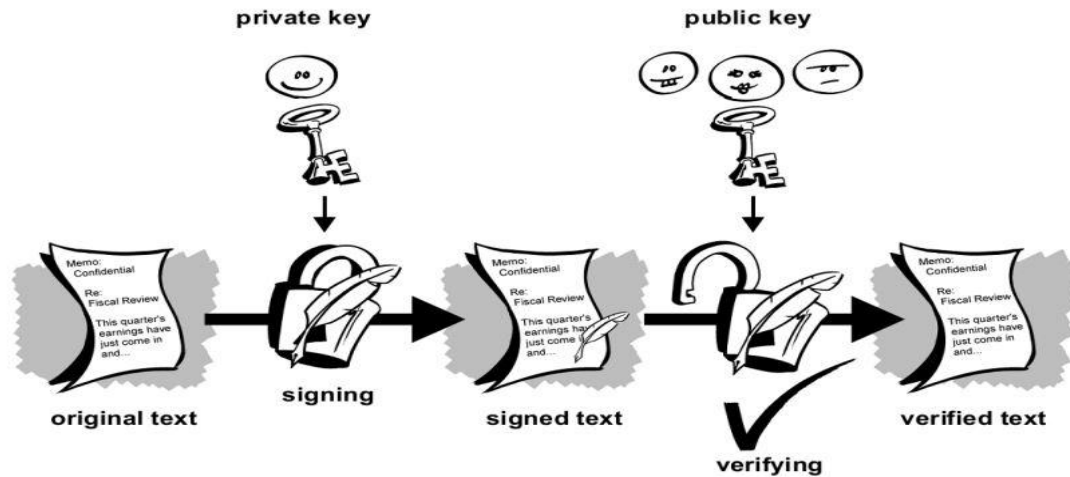 private key
public key
Memo:
Confidential
Re:
Fiscal Review
This quarter's
earnings have
just come in
and...
signing
Memo:
Confidential
Re:
Fiscal Review
This quarter's
earnings
just come
and...
Memo:
Confidential
Re:
Fiscal Review
This quarter's
earnings have
just come in
and...
original text
signed text
verified text
verifying